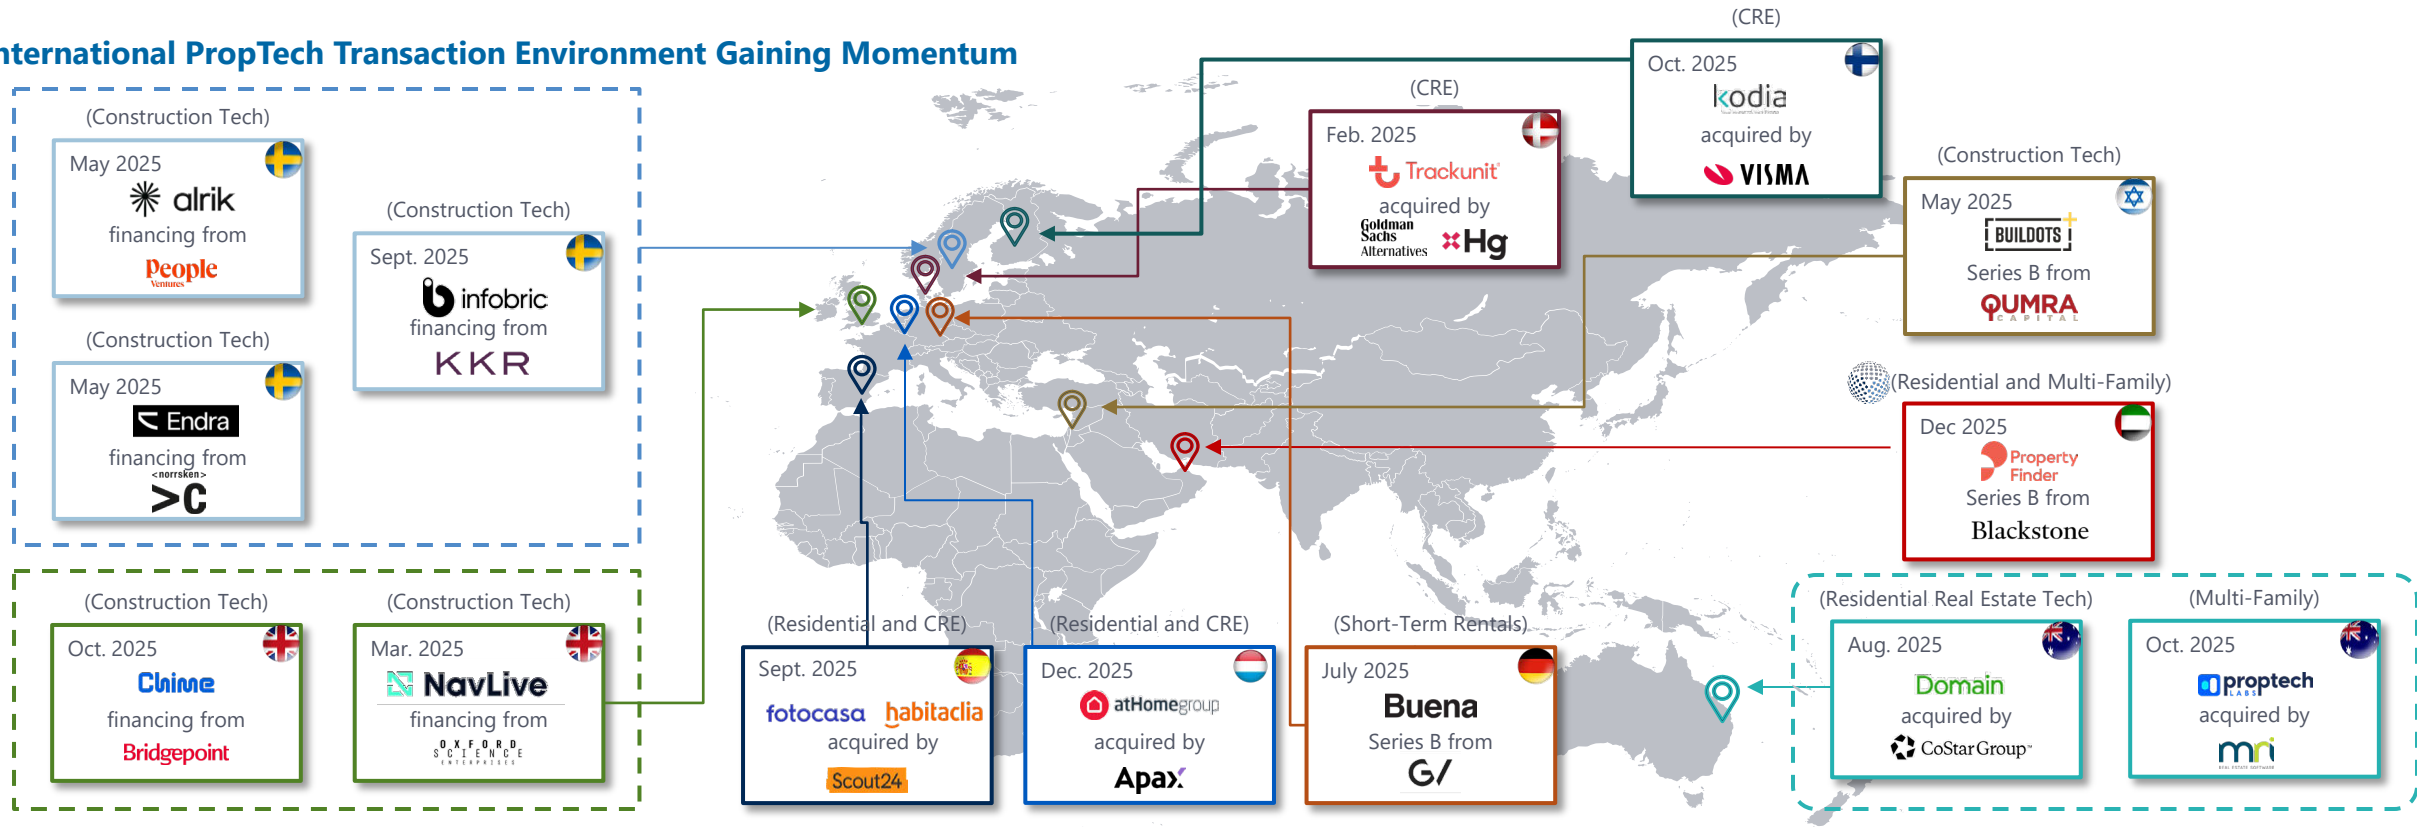 nternational PropTech Transaction Environment Gaining Momentum
(Construction Tech)
May 2025
alrik
financing from
People
Ventures
(Construction Tech)
Sept. 2025
infobric
financing from
KKR
(Construction Tech)
May 2025
Endra
financing from
<norrsken>
>C
(Construction Tech)
Oct. 2025
Chime
financing from
Bridgepoint
(Construction Tech)
Mar. 2025
NavLive
financing from
OXFORD
SCIENCE
ENTERPRISES
(CRE)
Feb. 2025
Trackunit
acquired by
Goldman
Sachs
Alternatives
Hg
(CRE)
Oct. 2025
kodia
acquired by
VISMA
(Construction Tech)
May 2025
BUILDOTS
Series B from
QUMRA
CAPITAL
(Residential and Multi-Family)
Dec 2025
Property
Finder
Series B from
Blackstone
(Residential and CRE)
Sept. 2025
fotocasa habitaclia
acquired by
Scout24
(Residential and CRE)
Dec. 2025
atHomegroup
acquired by
Apax
(Short-Term Rentals)
July 2025
Buena
Series B from
G/
(Residential Real Estate Tech)
Aug. 2025
Domain
acquired by
CoStar Group™
(Multi-Family)
Oct. 2025
proptech
LABS
acquired by
mri
REAL ESTATE SOFTWARE